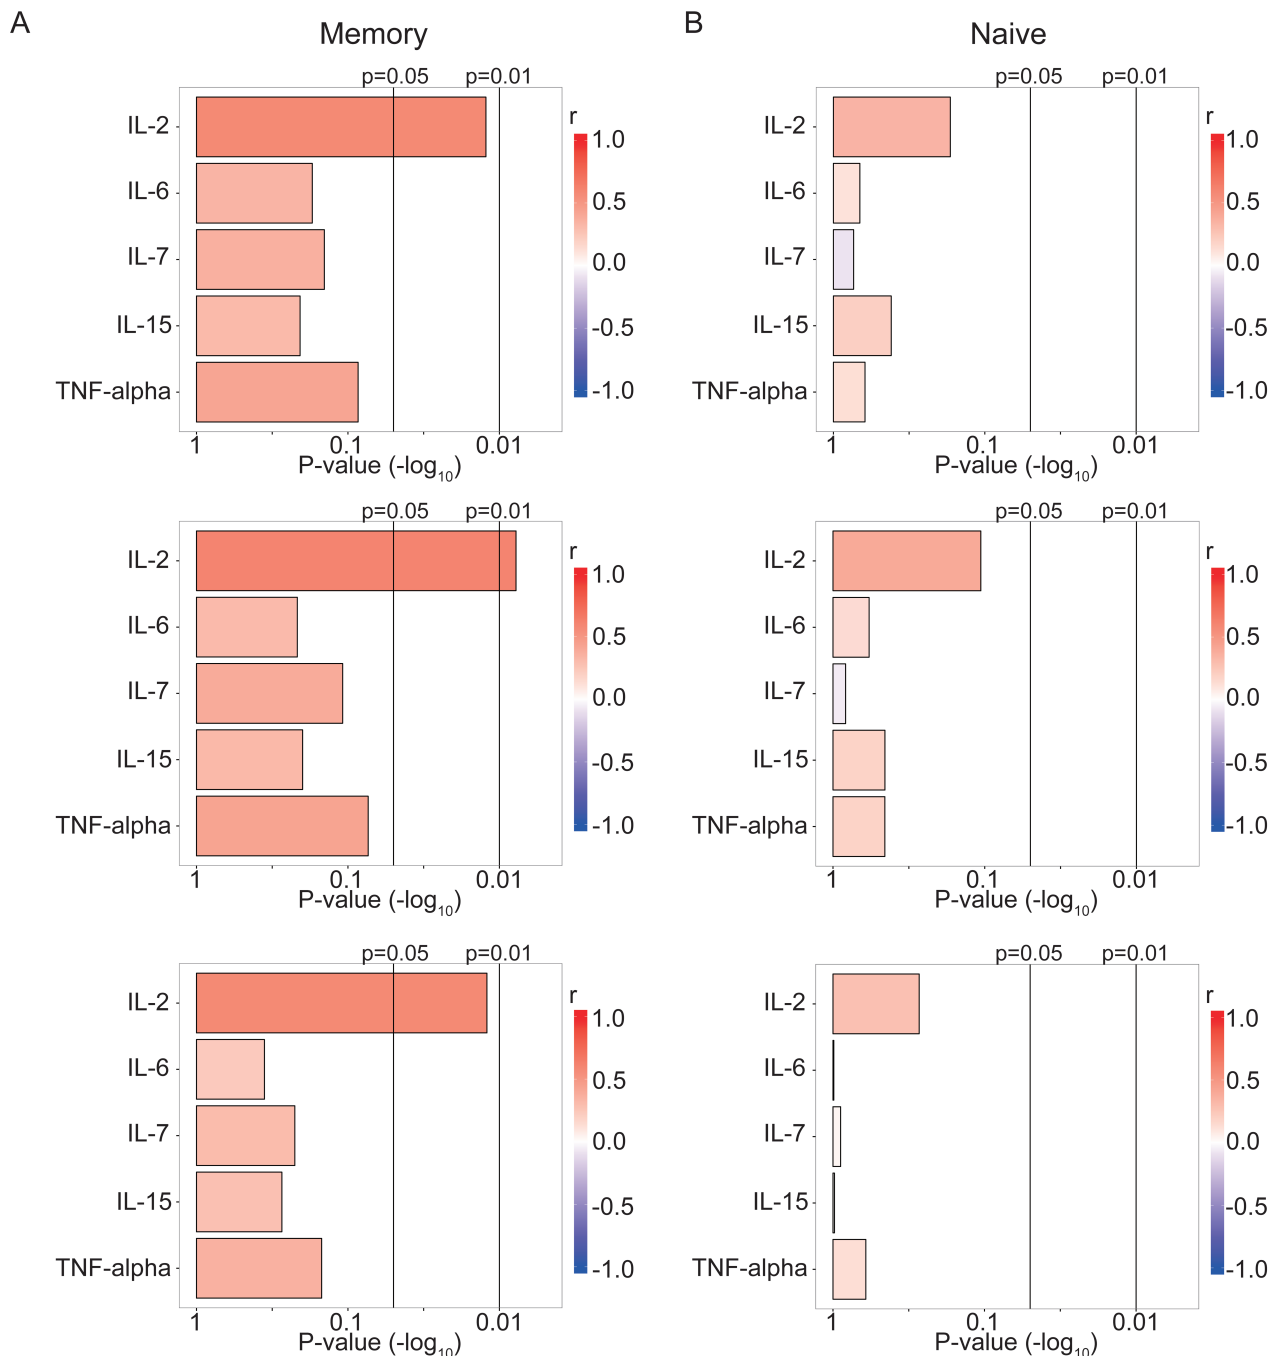 A
B
Memory
Naive
p=0.05 p=0.01
IL-2
IL-6
IL-7
IL-15
TNF-alpha
1 0.1 0.01
P-value (-log10)
r
1.0
0.5
0.0
-0.5
-1.0
p=0.05 p=0.01
IL-2
IL-6
IL-7
IL-15
TNF-alpha
1 0.1 0.01
P-value (-log10)
r
1.0
0.5
0.0
-0.5
-1.0
p=0.05 p=0.01
IL-2
IL-6
IL-7
IL-15
TNF-alpha
1 0.1 0.01
P-value (-log10)
r
1.0
0.5
0.0
-0.5
-1.0
p=0.05 p=0.01
IL-2
IL-6
IL-7
IL-15
TNF-alpha
1 0.1 0.01
P-value (-log10)
r
1.0
0.5
0.0
-0.5
-1.0
p=0.05 p=0.01
IL-2
IL-6
IL-7
IL-15
TNF-alpha
1 0.1 0.01
P-value (-log10)
r
1.0
0.5
0.0
-0.5
-1.0
p=0.05 p=0.01
IL-2
IL-6
IL-7
IL-15
TNF-alpha
1 0.1 0.01
P-value (-log10)
r
1.0
0.5
0.0
-0.5
-1.0